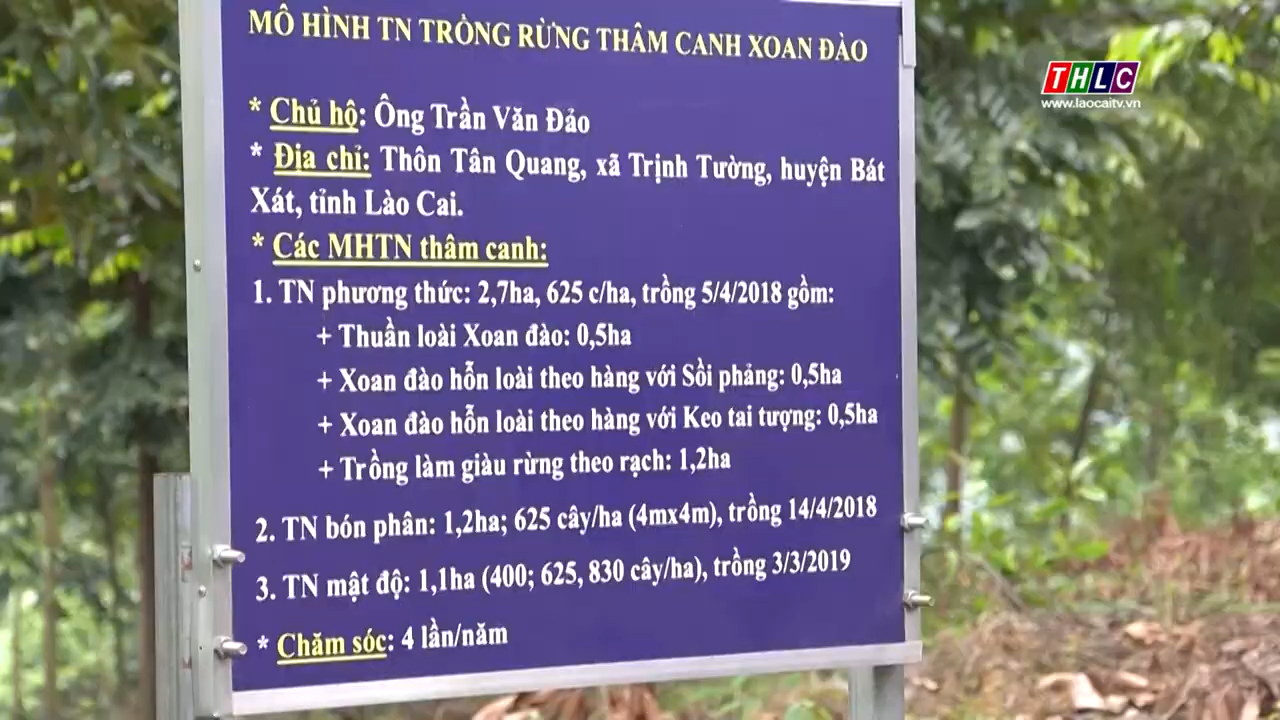 MÔ HÌNH TN TRỒNG RỪNG THÂM CANH XOAN ĐÀO
* Chủ hộ: Ông Trần Văn Đảo
* Địa chỉ: Thôn Tân Quang, xã Trịnh Tường, huyện Bát
Xát, tỉnh Lào Cai.
* Các MHTN thâm canh:
1. TN phương thức: 2,7ha, 625 c/ha, trồng 5/4/2018 gồm:
+ Thuần loài Xoan đào: 0,5ha
+ Xoan đào hỗn loài theo hàng với Sồi phảng: 0,5ha
+ Xoan đào hỗn loài theo hàng với Keo tai tượng: 0,5ha
+ Trồng làm giàu rừng theo rạch: 1,2ha
2. TN bón phân: 1,2ha; 625 cây/ha (4mx4m), trồng 14/4/2018
3. TN mật độ: 1,1ha (400; 625, 830 cây/ha), trồng 3/3/2019
* Chăm sóc: 4 lần/năm
THLC
www.laocaitv.vn